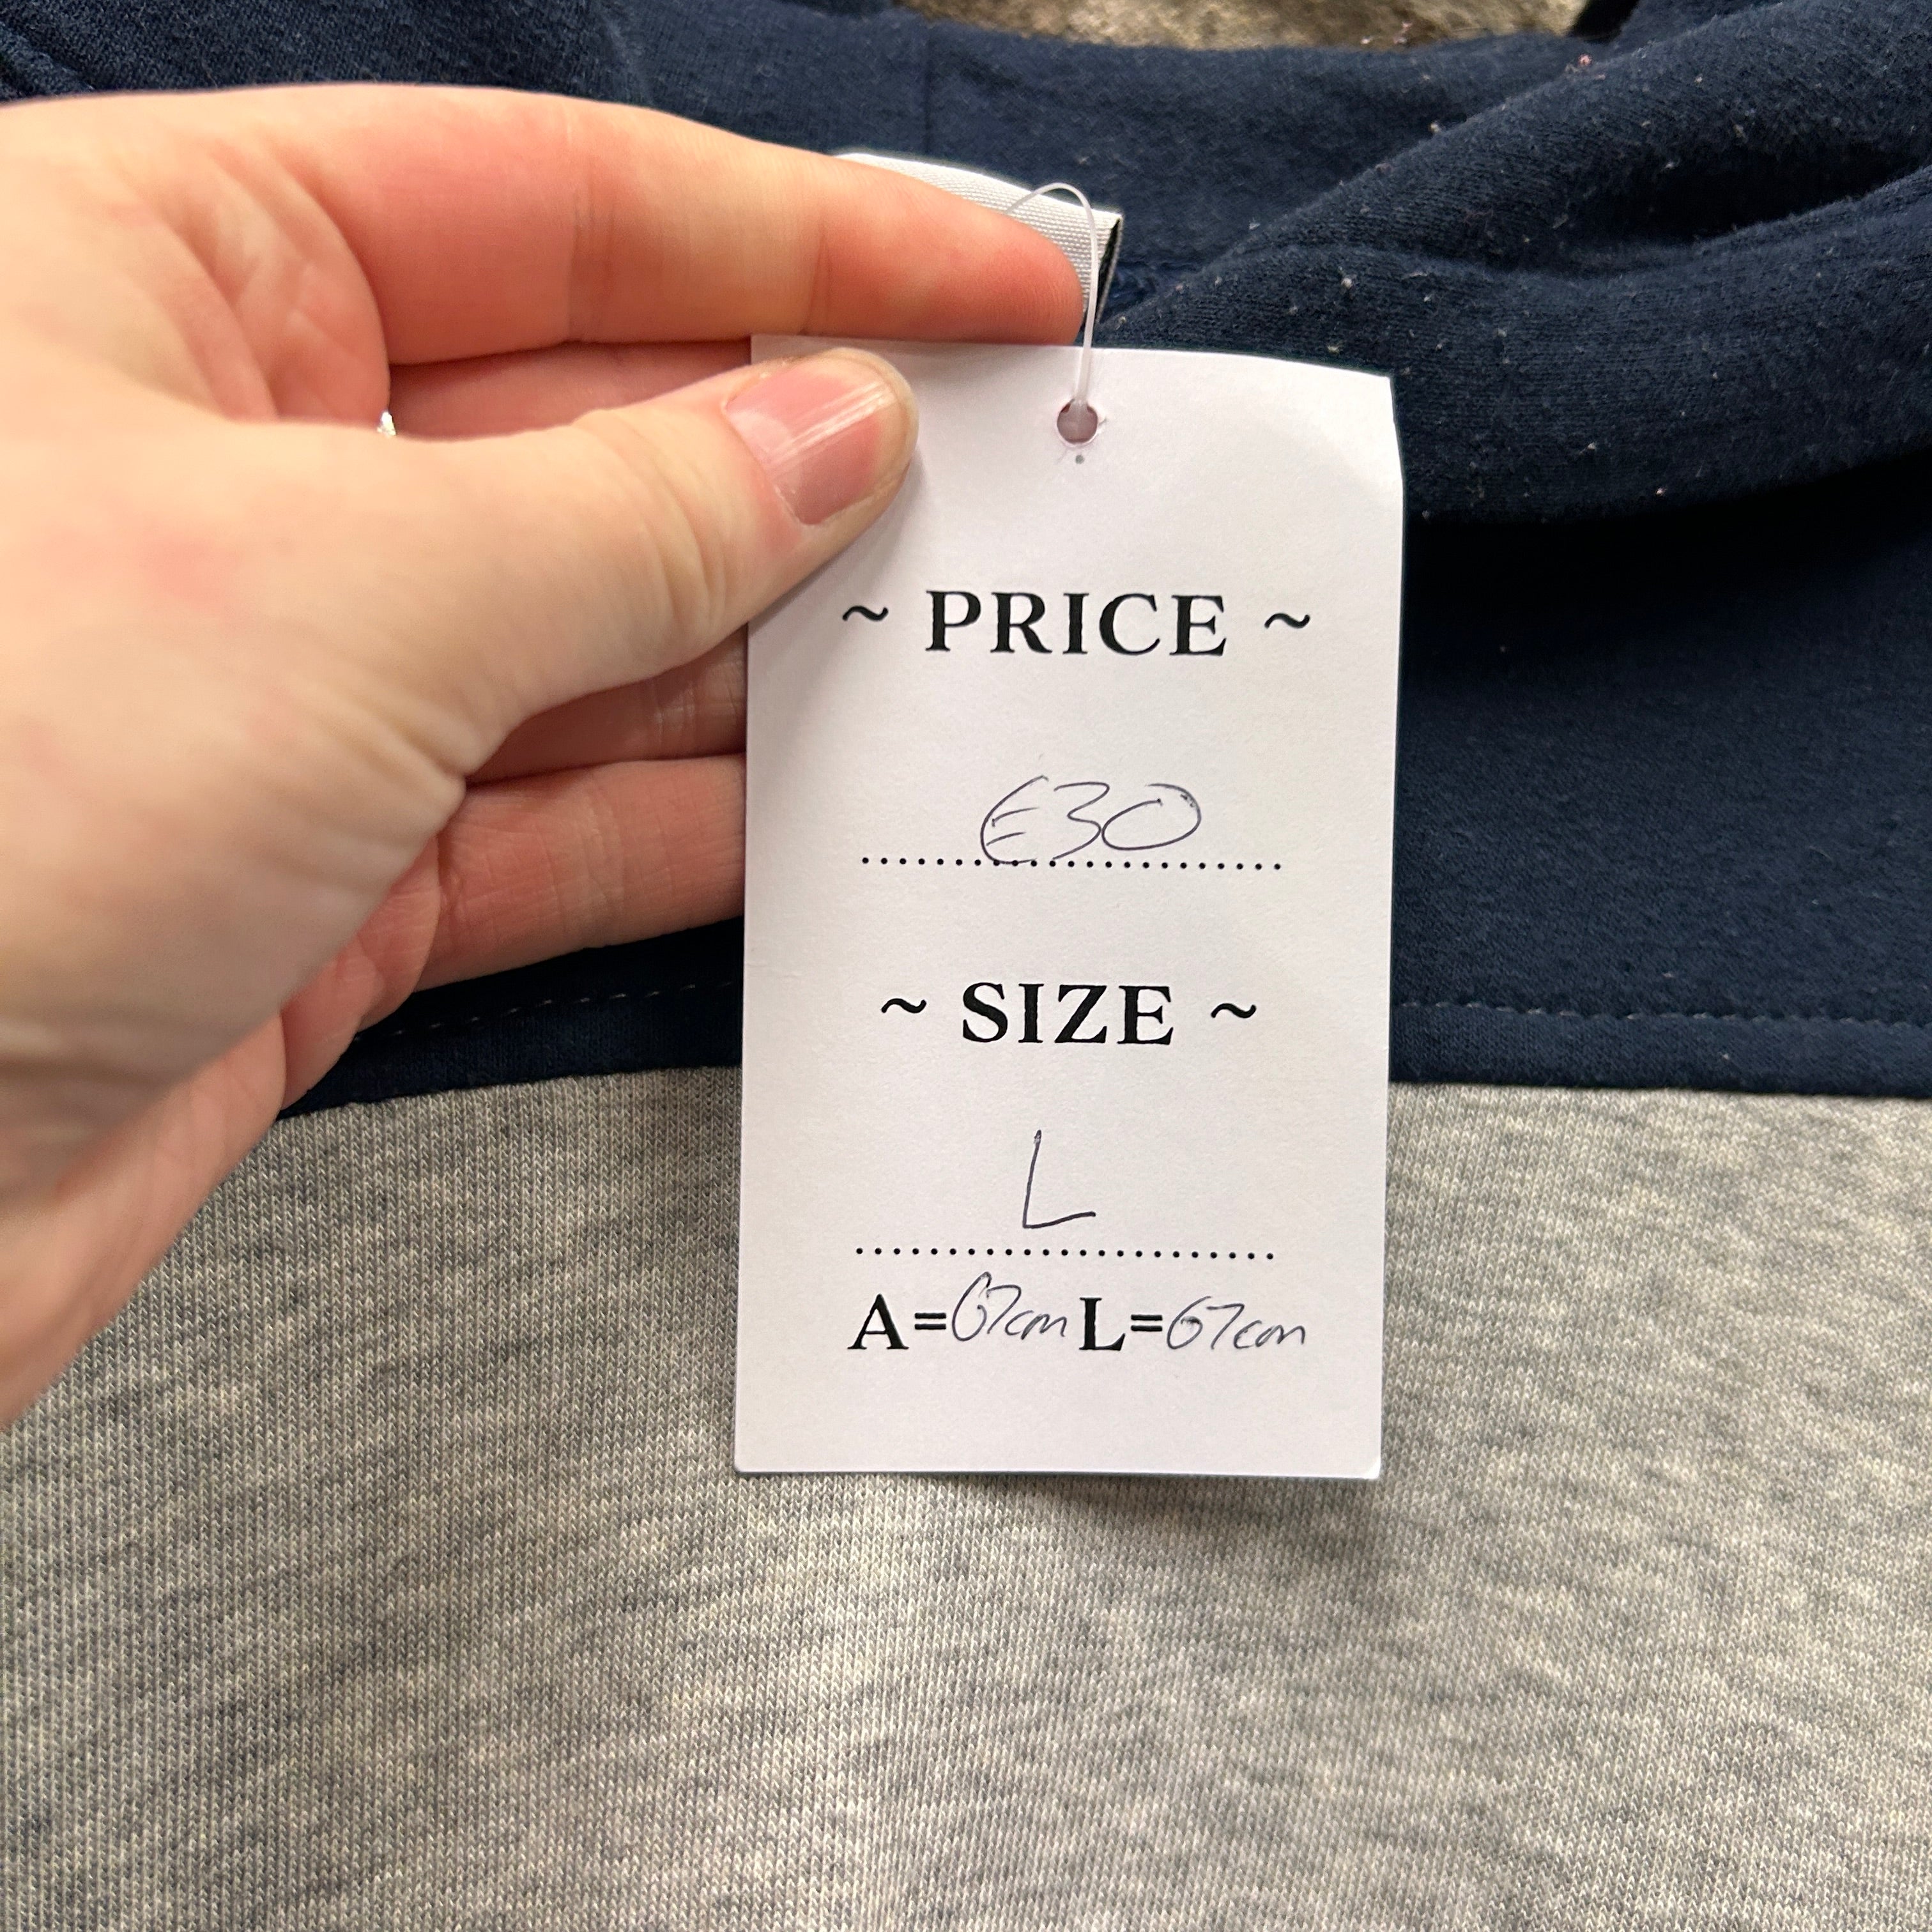 ~ PRICE ~
€30
~ SIZE ~
L
A=67cm L=67cm